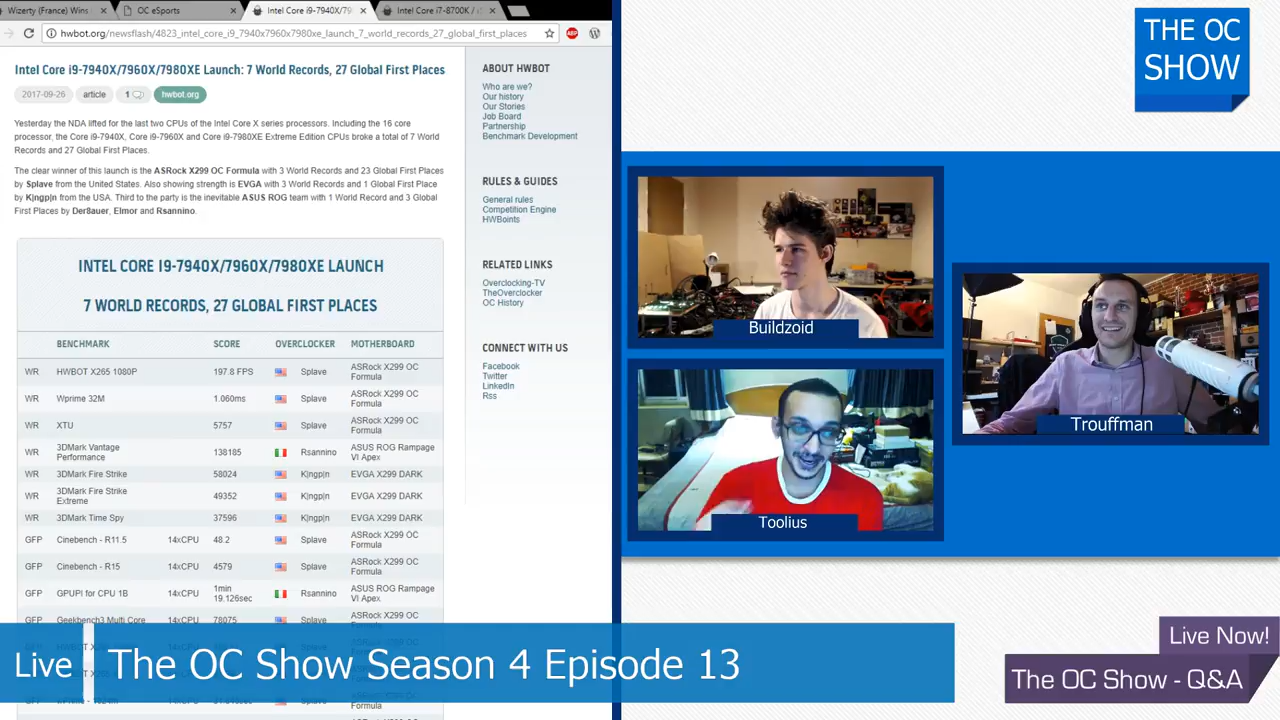 Wizerty (France) Wins
OC eSports
Intel Core i9-7940X/79
Intel Core i7-8700K / i
hwbot.org/newsflash/4823_intel_core_i9_7940x7960x7980xe_launch_7_world_records_27_global_first_places
ABP
Intel Core i9-7940X/7960X/7980XE Launch: 7 World Records, 27 Global First Places
2017-09-26
article
1
hwbot.org
Yesterday the NDA lifted for the last two CPUs of the Intel Core X series processors. Including the 16 core
processor, the Core i9-7940X, Core i9-7960X and Core i9-7980XE Extreme Edition CPUs broke a total of 7 World
Records and 27 Global First Places.
The clear winner of this launch is the ASRock X299 OC Formula with 3 World Records and 23 Global First Places
by Splave from the United States. Also showing strength is EVGA with 3 World Records and 1 Global First Place
by K|ngp|n from the USA. Third to the party is the inevitable ASUS ROG team with 1 World Record and 3 Global
First Places by Der8auer, Elmor and Rsannino.
INTEL CORE I9-7940X/7960X/7980XE LAUNCH
7 WORLD RECORDS, 27 GLOBAL FIRST PLACES
BENCHMARK SCORE OVERCLOCKER MOTHERBOARD
WR HWBOT X265 1080P 197.8 FPS Splave ASRock X299 OC
Formula
WR Wprime 32M 1.060ms Splave ASRock X299 OC
Formula
WR XTU 5757 Splave ASRock X299 OC
Formula
WR 3DMark Vantage
Performance 138185 Rsannino ASUS ROG Rampage
VI Apex
WR 3DMark Fire Strike 58024 K|ngp|n EVGA X299 DARK
WR 3DMark Fire Strike
Extreme 49352 K|ngp|n EVGA X299 DARK
WR 3DMark Time Spy 37596 K|ngp|n EVGA X299 DARK
GFP Cinebench - R11.5 14xCPU 48.2 Splave ASRock X299 OC
Formula
GFP Cinebench - R15 14xCPU 4579 Splave ASRock X299 OC
Formula
GFP GPUPI for CPU 1B 14xCPU 1min
19.126sec Rsannino ASUS ROG Rampage
VI Apex
GFP Geekbench3 Multi Core 14xCPU 78075 Splave ASRock X299 OC
ABOUT HWBOT
Who are we?
Our history
Our Stories
Job Board
Partnership
Benchmark Development
RULES & GUIDES
General rules
Competition Engine
HWBoints
RELATED LINKS
Overclocking-TV
TheOverclocker
OC History
CONNECT WITH US
Facebook
Twitter
LinkedIn
Rss
THE OC
SHOW
Buildzoid
Trouffman
Toolius
Live
The OC Show Season 4 Episode 13
Live Now!
The OC Show - Q&A